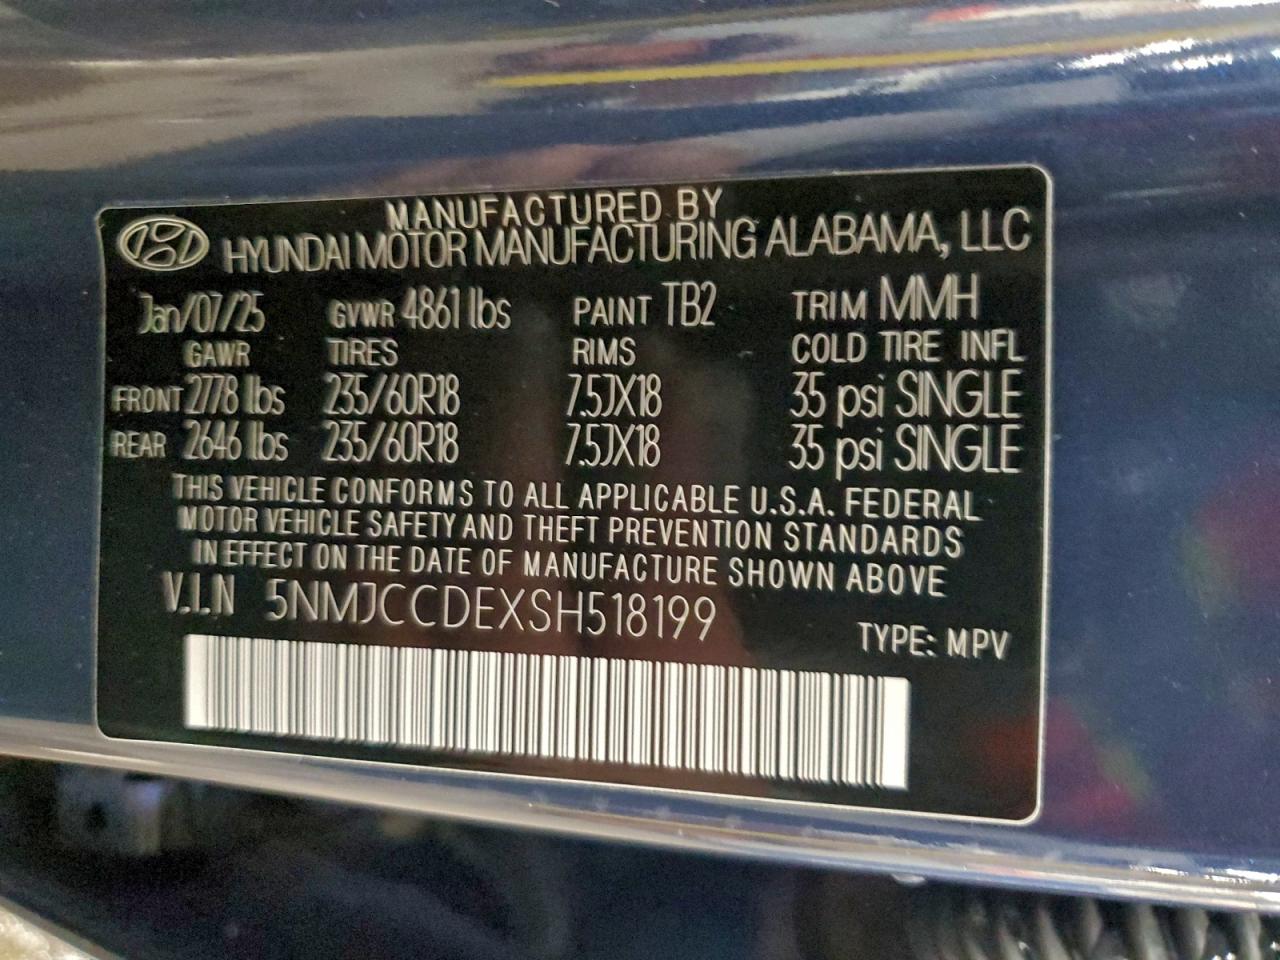 MANUFACTURED BY
HYUNDAI MOTOR MANUFACTURING ALABAMA, LLC
Jan/07/25 GVWR 4861 lbs PAINT TB2 TRIM MMH
GAWR TIRES RIMS COLD TIRE INFL
FRONT 2778 lbs 235/60R18 7.5JX18 35 psi SINGLE
REAR 2646 lbs 235/60R18 7.5JX18 35 psi SINGLE
THIS VEHICLE CONFORMS TO ALL APPLICABLE U.S.A. FEDERAL
MOTOR VEHICLE SAFETY AND THEFT PREVENTION STANDARDS
IN EFFECT ON THE DATE OF MANUFACTURE SHOWN ABOVE
V.I.N 5NMJCCDEXSH518199
TYPE: MPV